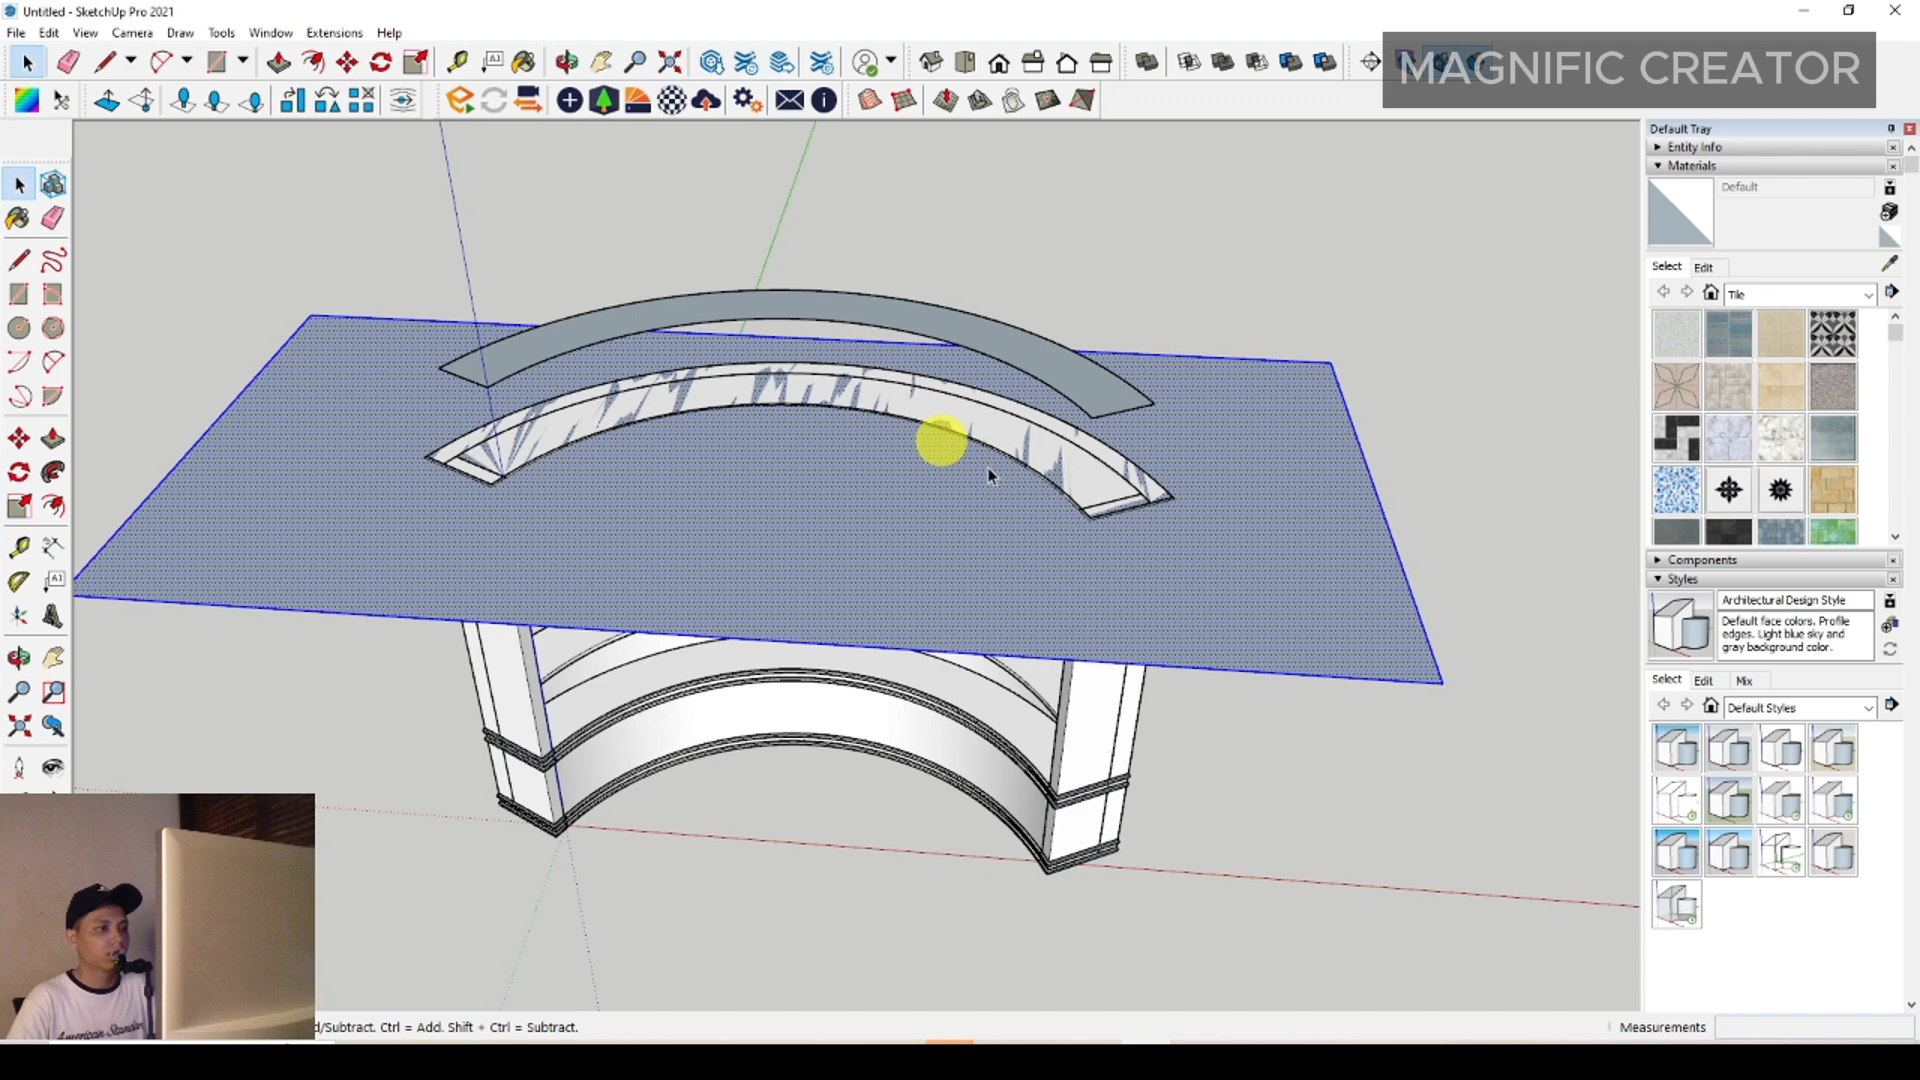 Untitled - SketchUp Pro 2021
File Edit View Camera Draw Tools Window Extensions Help
MAGNIFIC CREATOR
Default Tray
Entity Info
Materials
Default
Select Edit
Tile
Components
Styles
Architectural Design Style
Default face colors. Profile
edges. Light blue sky and
gray background color.
Select Edit Mix
Default Styles
American Standard
d/Subtract. Ctrl = Add. Shift + Ctrl = Subtract.
Measurements